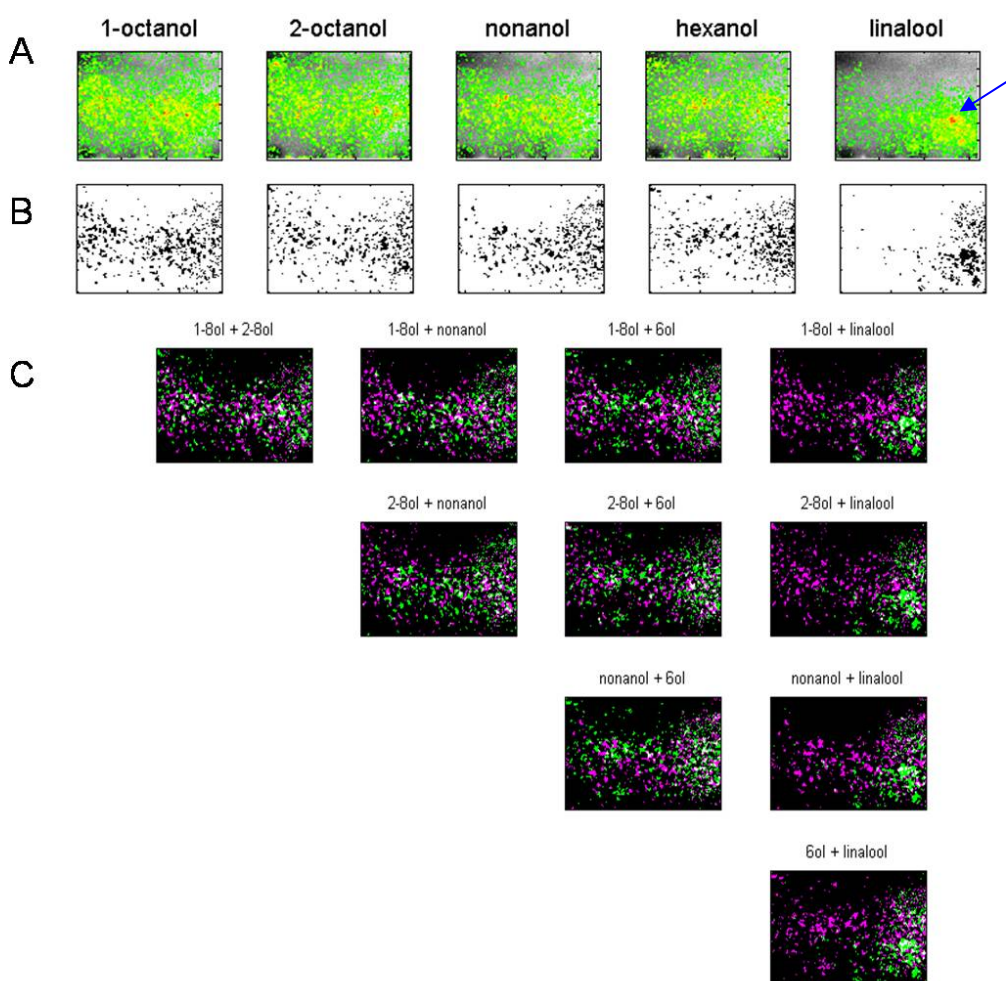 1-octanol 2-octanol nonanol hexanol linalool
A
B
1-8ol + 2-8ol 1-8ol + nonanol 1-8ol + 6ol 1-8ol + linalool
C
2-8ol + nonanol 2-8ol + 6ol 2-8ol + linalool
nonanol + 6ol nonanol + linalool
6ol + linalool